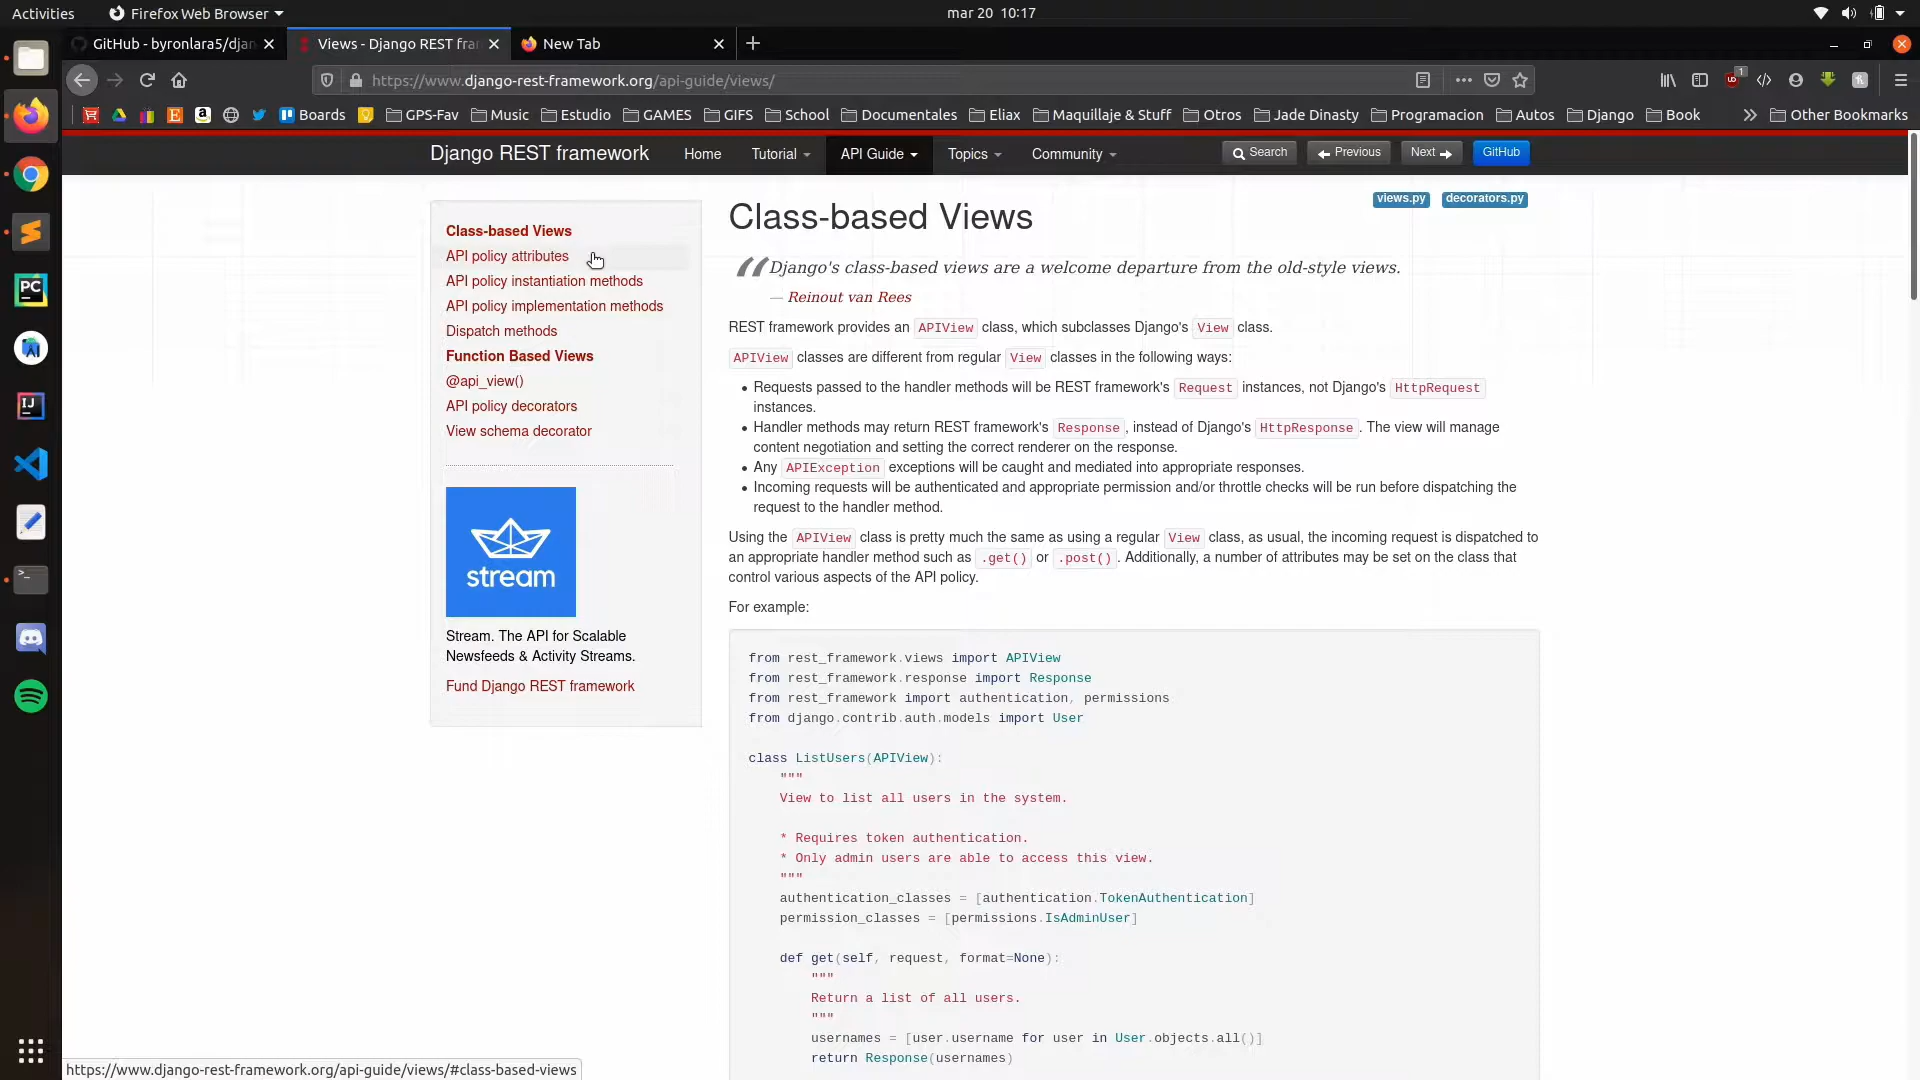 Activities
Firefox Web Browser
mar 20 10:17
GitHub - byronlara5/djan
Views - Django REST fra
New Tab
https://www.django-rest-framework.org/api-guide/views/
1
Boards
GPS-Fav
Music
Estudio
GAMES
GIFS
School
Documentales
Eliax
Maquillaje & Stuff
Otros
Jade Dinasty
Programacion
Autos
Django
Book
Other Bookmarks
Django REST framework
Home
Tutorial
API Guide
Topics
Community
Search
Previous
Next
GitHub
Class-based Views
API policy attributes
API policy instantiation methods
API policy implementation methods
Dispatch methods
Function Based Views
@api_view()
API policy decorators
View schema decorator
stream
Stream. The API for Scalable
Newsfeeds & Activity Streams.
Fund Django REST framework
views.py
decorators.py
Class-based Views
“Django's class-based views are a welcome departure from the old-style views.
— Reinout van Rees
REST framework provides an APIView class, which subclasses Django's View class.
APIView classes are different from regular View classes in the following ways:
• Requests passed to the handler methods will be REST framework's Request instances, not Django's HttpRequest
instances.
• Handler methods may return REST framework's Response, instead of Django's HttpResponse. The view will manage
content negotiation and setting the correct renderer on the response.
• Any APIException exceptions will be caught and mediated into appropriate responses.
• Incoming requests will be authenticated and appropriate permission and/or throttle checks will be run before dispatching the
request to the handler method.
Using the APIView class is pretty much the same as using a regular View class, as usual, the incoming request is dispatched to
an appropriate handler method such as .get() or .post(). Additionally, a number of attributes may be set on the class that
control various aspects of the API policy.
For example:
from rest_framework.views import APIView
from rest_framework.response import Response
from rest_framework import authentication, permissions
from django.contrib.auth.models import User
class ListUsers(APIView):
"""
View to list all users in the system.
* Requires token authentication.
* Only admin users are able to access this view.
"""
authentication_classes = [authentication.TokenAuthentication]
permission_classes = [permissions.IsAdminUser]
def get(self, request, format=None):
"""
Return a list of all users.
"""
usernames = [user.username for user in User.objects.all()]
return Response(usernames)
https://www.django-rest-framework.org/api-guide/views/#class-based-views